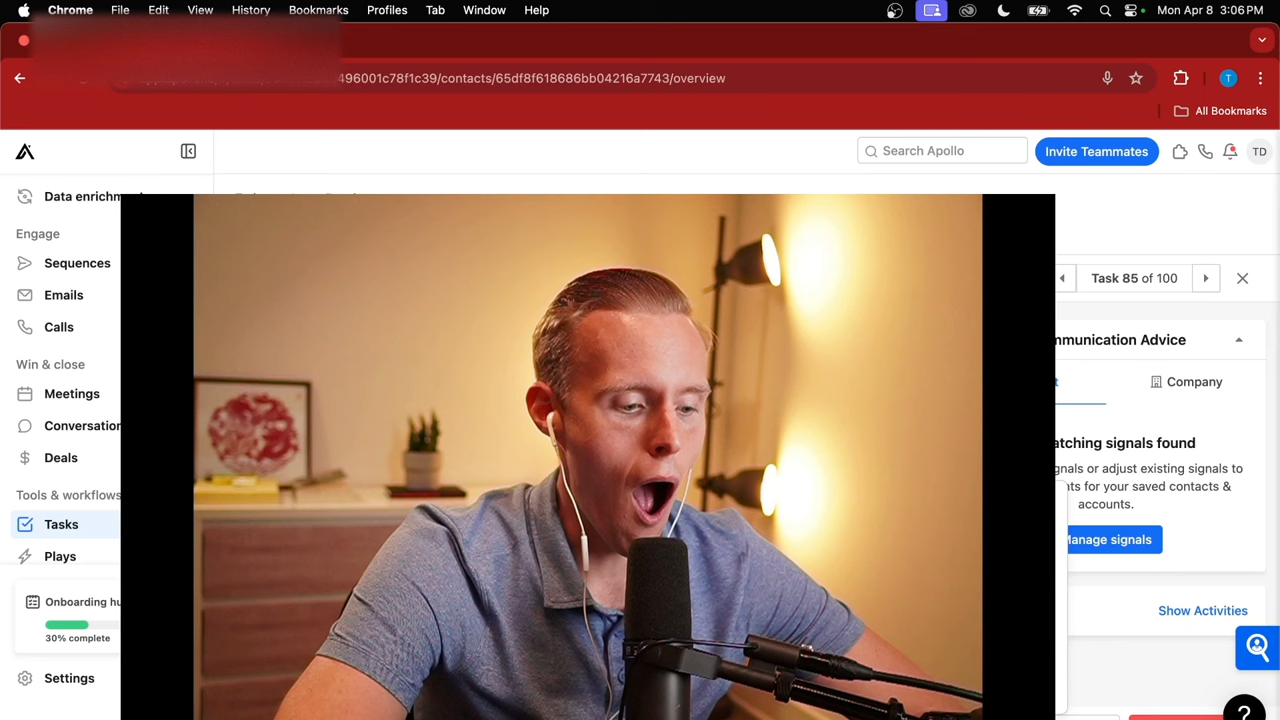 Chrome File Edit View History Bookmarks Profiles Tab Window Help Mon Apr 8 3:06 PM
496001c78f1c39/contacts/65df8f618686bb04216a7743/overview T
All Bookmarks
Search Apollo Invite Teammates TD
Data enrichm
Engage
Sequences
Emails
Calls
Win & close
Meetings
Conversation
Deals
Tools & workflows
Tasks
Plays
Onboarding hu
30% complete
Settings
Task 85 of 100
mmunication Advice
Company
atching signals found
gnals or adjust existing signals to
nts for your saved contacts &
accounts.
Manage signals
Show Activities
?